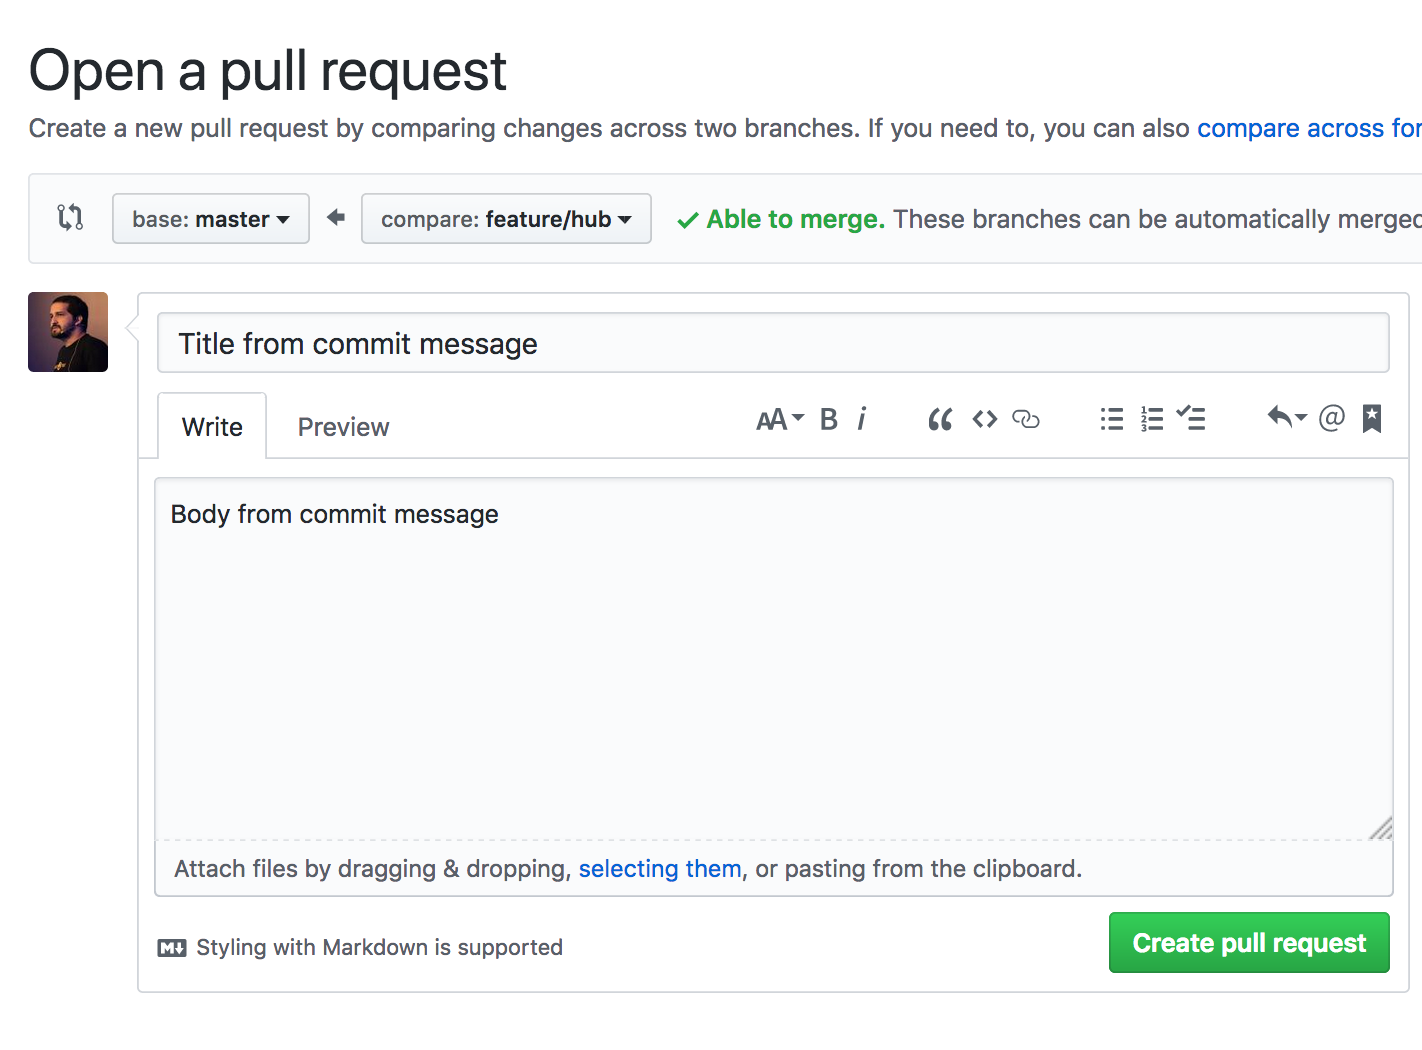 Open a pull request
Create a new pull request by comparing changes across two branches. If you need to, you can also compare across for
base: master compare: feature/hub Able to merge. These branches can be automatically merged
Title from commit message
Write Preview AA B i @
Body from commit message
Attach files by dragging & dropping, selecting them, or pasting from the clipboard.
Styling with Markdown is supported Create pull request